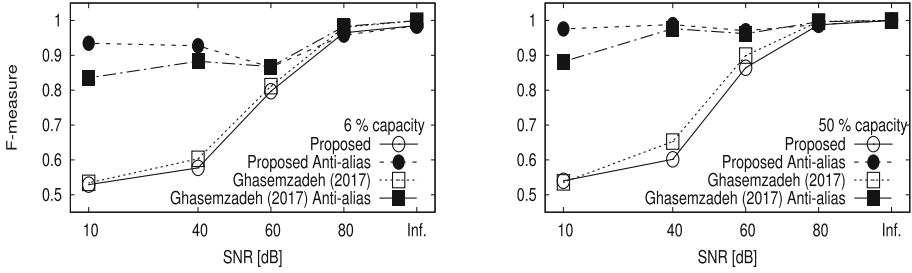 1
0.9
0.8
0.7
0.6
0.5
F-measure
6 % capacity
Proposed
Proposed Anti-alias
Ghasemzadeh (2017)
Ghasemzadeh (2017) Anti-alias
10 40 60 80 Inf.
SNR [dB]
1
0.9
0.8
0.7
0.6
0.5
50 % capacity
Proposed
Proposed Anti-alias
Ghasemzadeh (2017)
Ghasemzadeh (2017) Anti-alias
10 40 60 80 Inf.
SNR [dB]